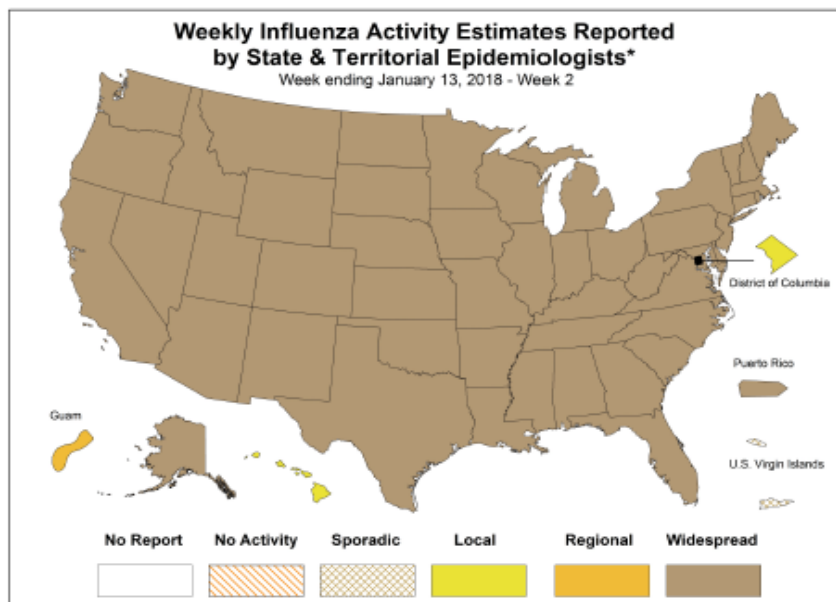 Weekly Influenza Activity Estimates Reported
by State & Territorial Epidemiologists*
Week ending January 13, 2018 - Week 2
District of Columbia
Puerto Rico
Guam
U.S. Virgin Islands
No Report
No Activity
Sporadic
Local
Regional
Widespread